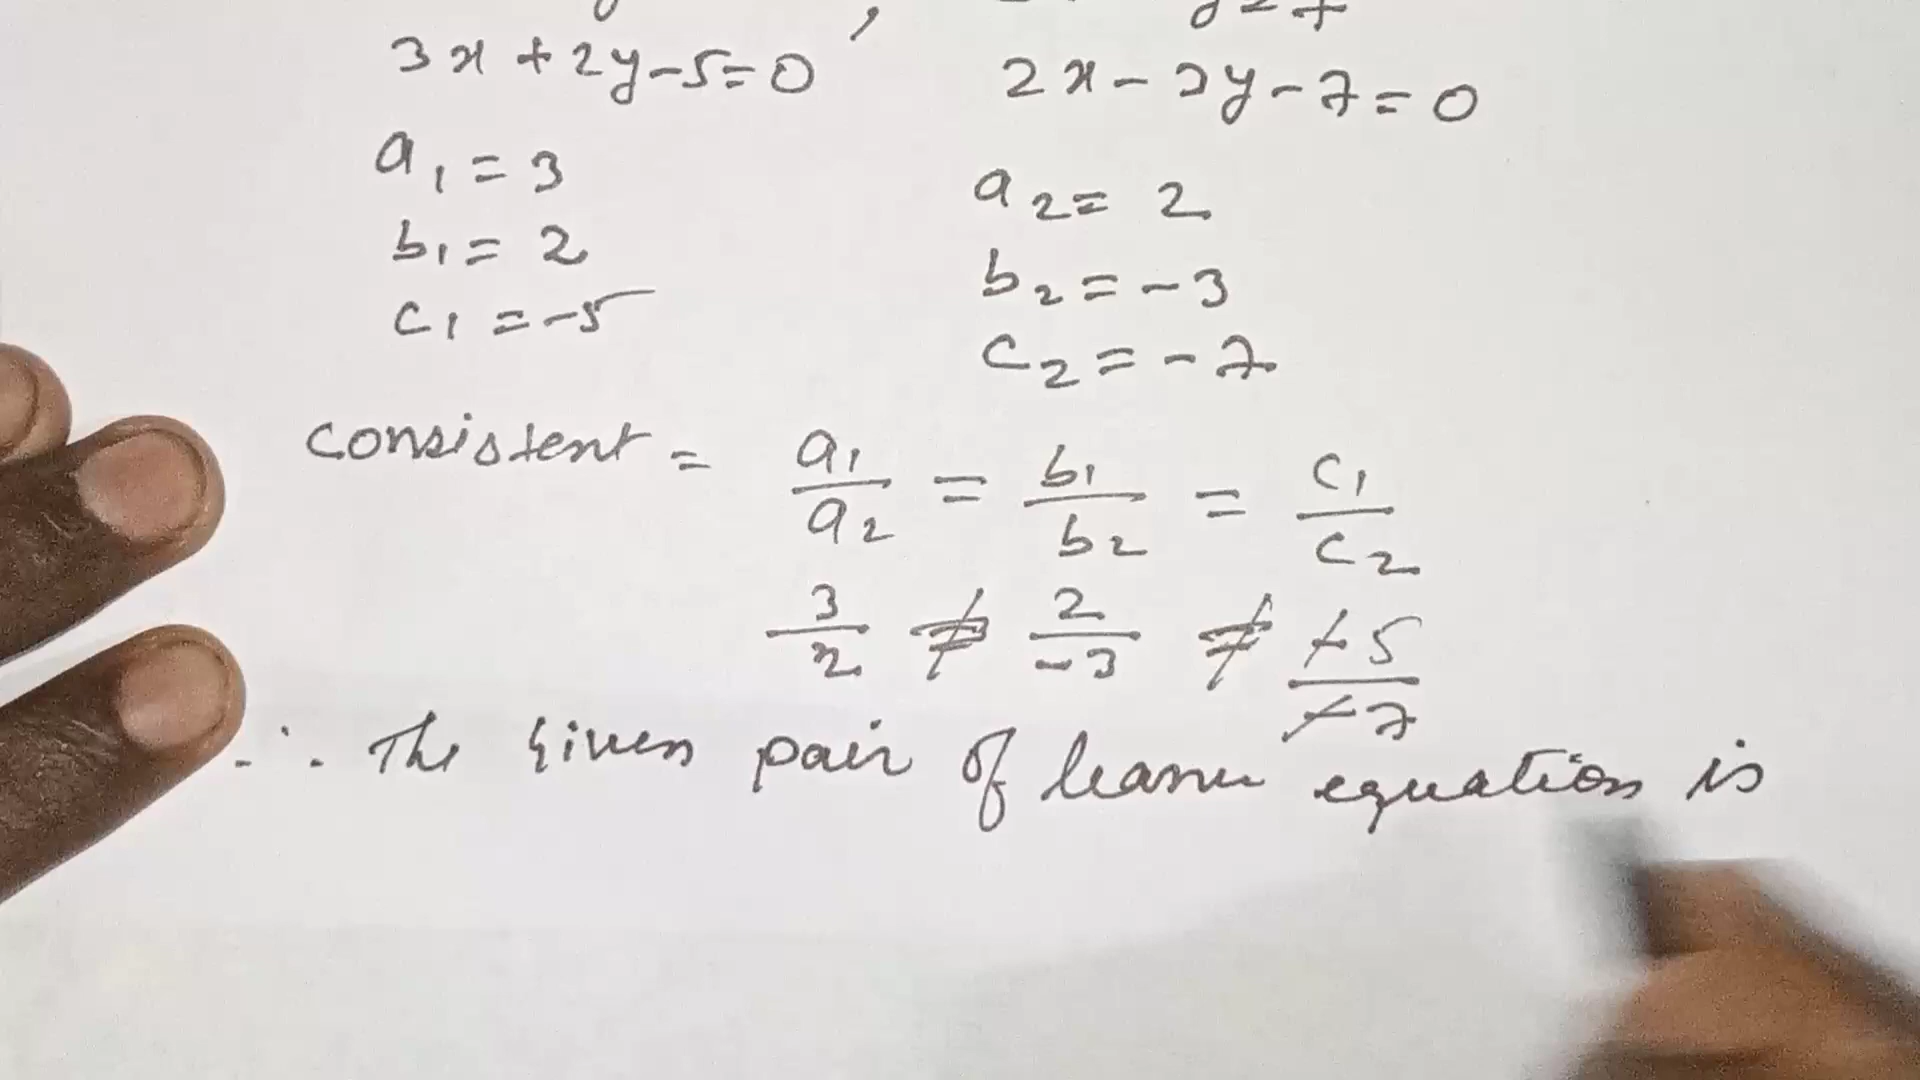 3x + 2y - 5 = 0 , 2x - 3y - 7 = 0
a₁ = 3
b₁ = 2
c₁ = -5
a₂ = 2
b₂ = -3
c₂ = -7
consistent = a₁/a₂ = b₁/b₂ = c₁/c₂
3/2 ≠ 2/-3 ≠ -5/-7
∴ The Given pair of equation is